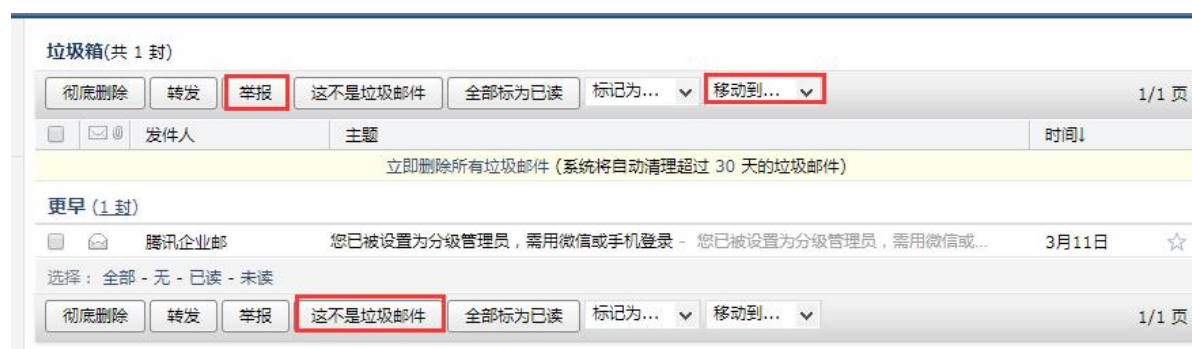 垃圾箱(共 1 封)
彻底删除 转发 举报 这不是垃圾邮件 全部标为已读 标记为... 移动到... 1/1 页
发件人 主题 时间↓
立即删除所有垃圾邮件 (系统将自动清理超过 30 天的垃圾邮件)
更早 (1 封)
腾讯企业邮 您已被设置为分级管理员，需用微信或手机登录 - 您已被设置为分级管理员，需用微信或... 3月11日
选择：全部 - 无 - 已读 - 未读
彻底删除 转发 举报 这不是垃圾邮件 全部标为已读 标记为... 移动到... 1/1 页